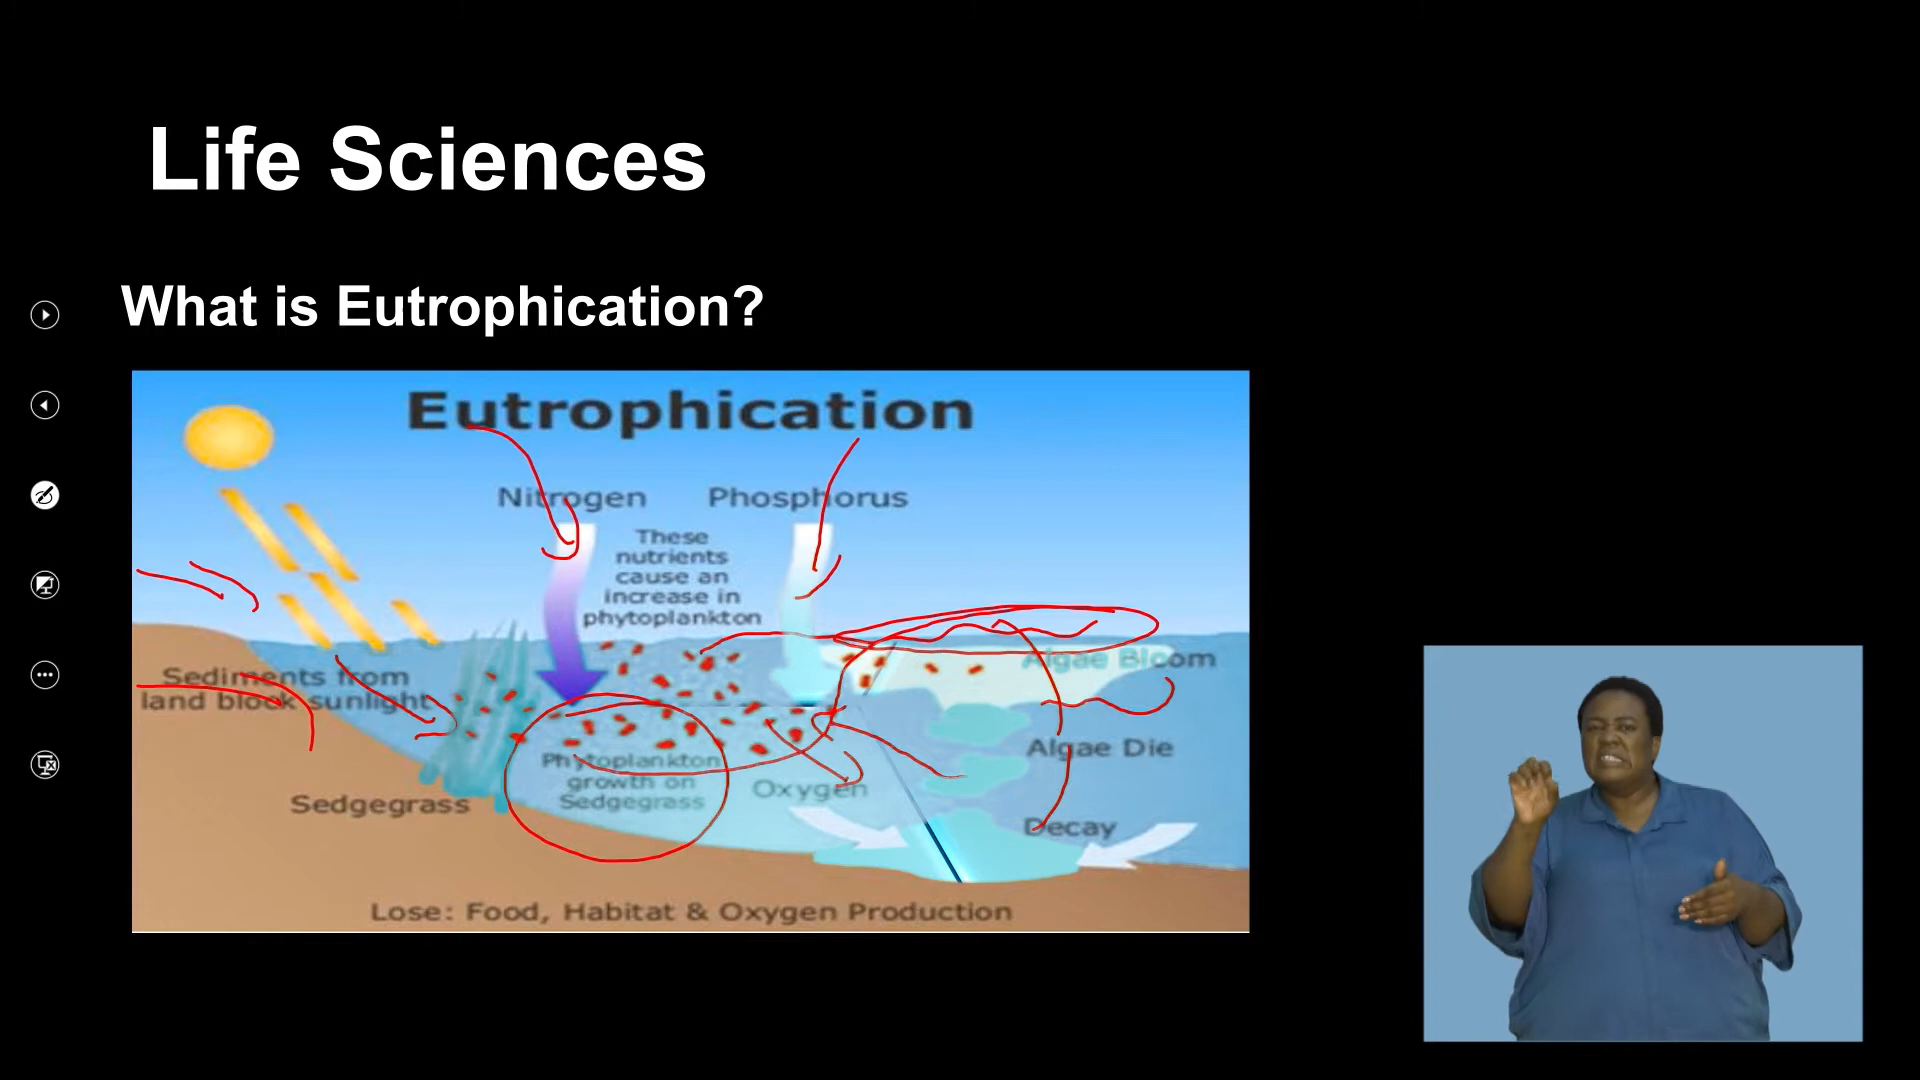 Life Sciences
What is Eutrophication?
Eutrophication
Nitrogen
Phosphorus
These
nutrients
cause an
increase in
phytoplankton
Sediments from
land block sunlight
Algae Bloom
Algae Die
Phytoplankton
growth on
Sedgegrass
Oxygen
Sedgegrass
Decay
Lose: Food, Habitat & Oxygen Production